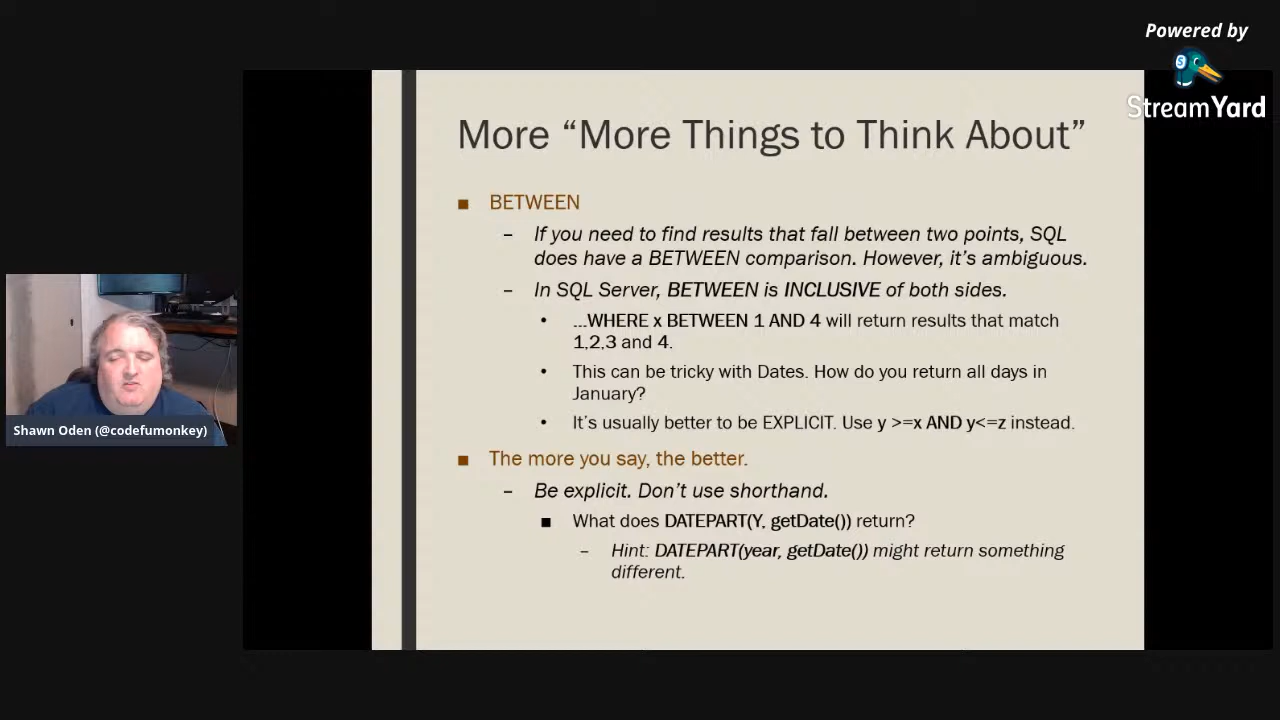 Powered by
StreamYard
More “More Things to Think About”
■ BETWEEN
– If you need to find results that fall between two points, SQL
does have a BETWEEN comparison. However, it’s ambiguous.
– In SQL Server, BETWEEN is INCLUSIVE of both sides.
• ...WHERE x BETWEEN 1 AND 4 will return results that match
1,2,3 and 4.
• This can be tricky with Dates. How do you return all days in
January?
• It’s usually better to be EXPLICIT. Use y >=x AND y<=z instead.
■ The more you say, the better.
– Be explicit. Don’t use shorthand.
■ What does DATEPART(Y, getDate()) return?
– Hint: DATEPART(year, getDate()) might return something
different.
Shawn Oden (@codefumonkey)